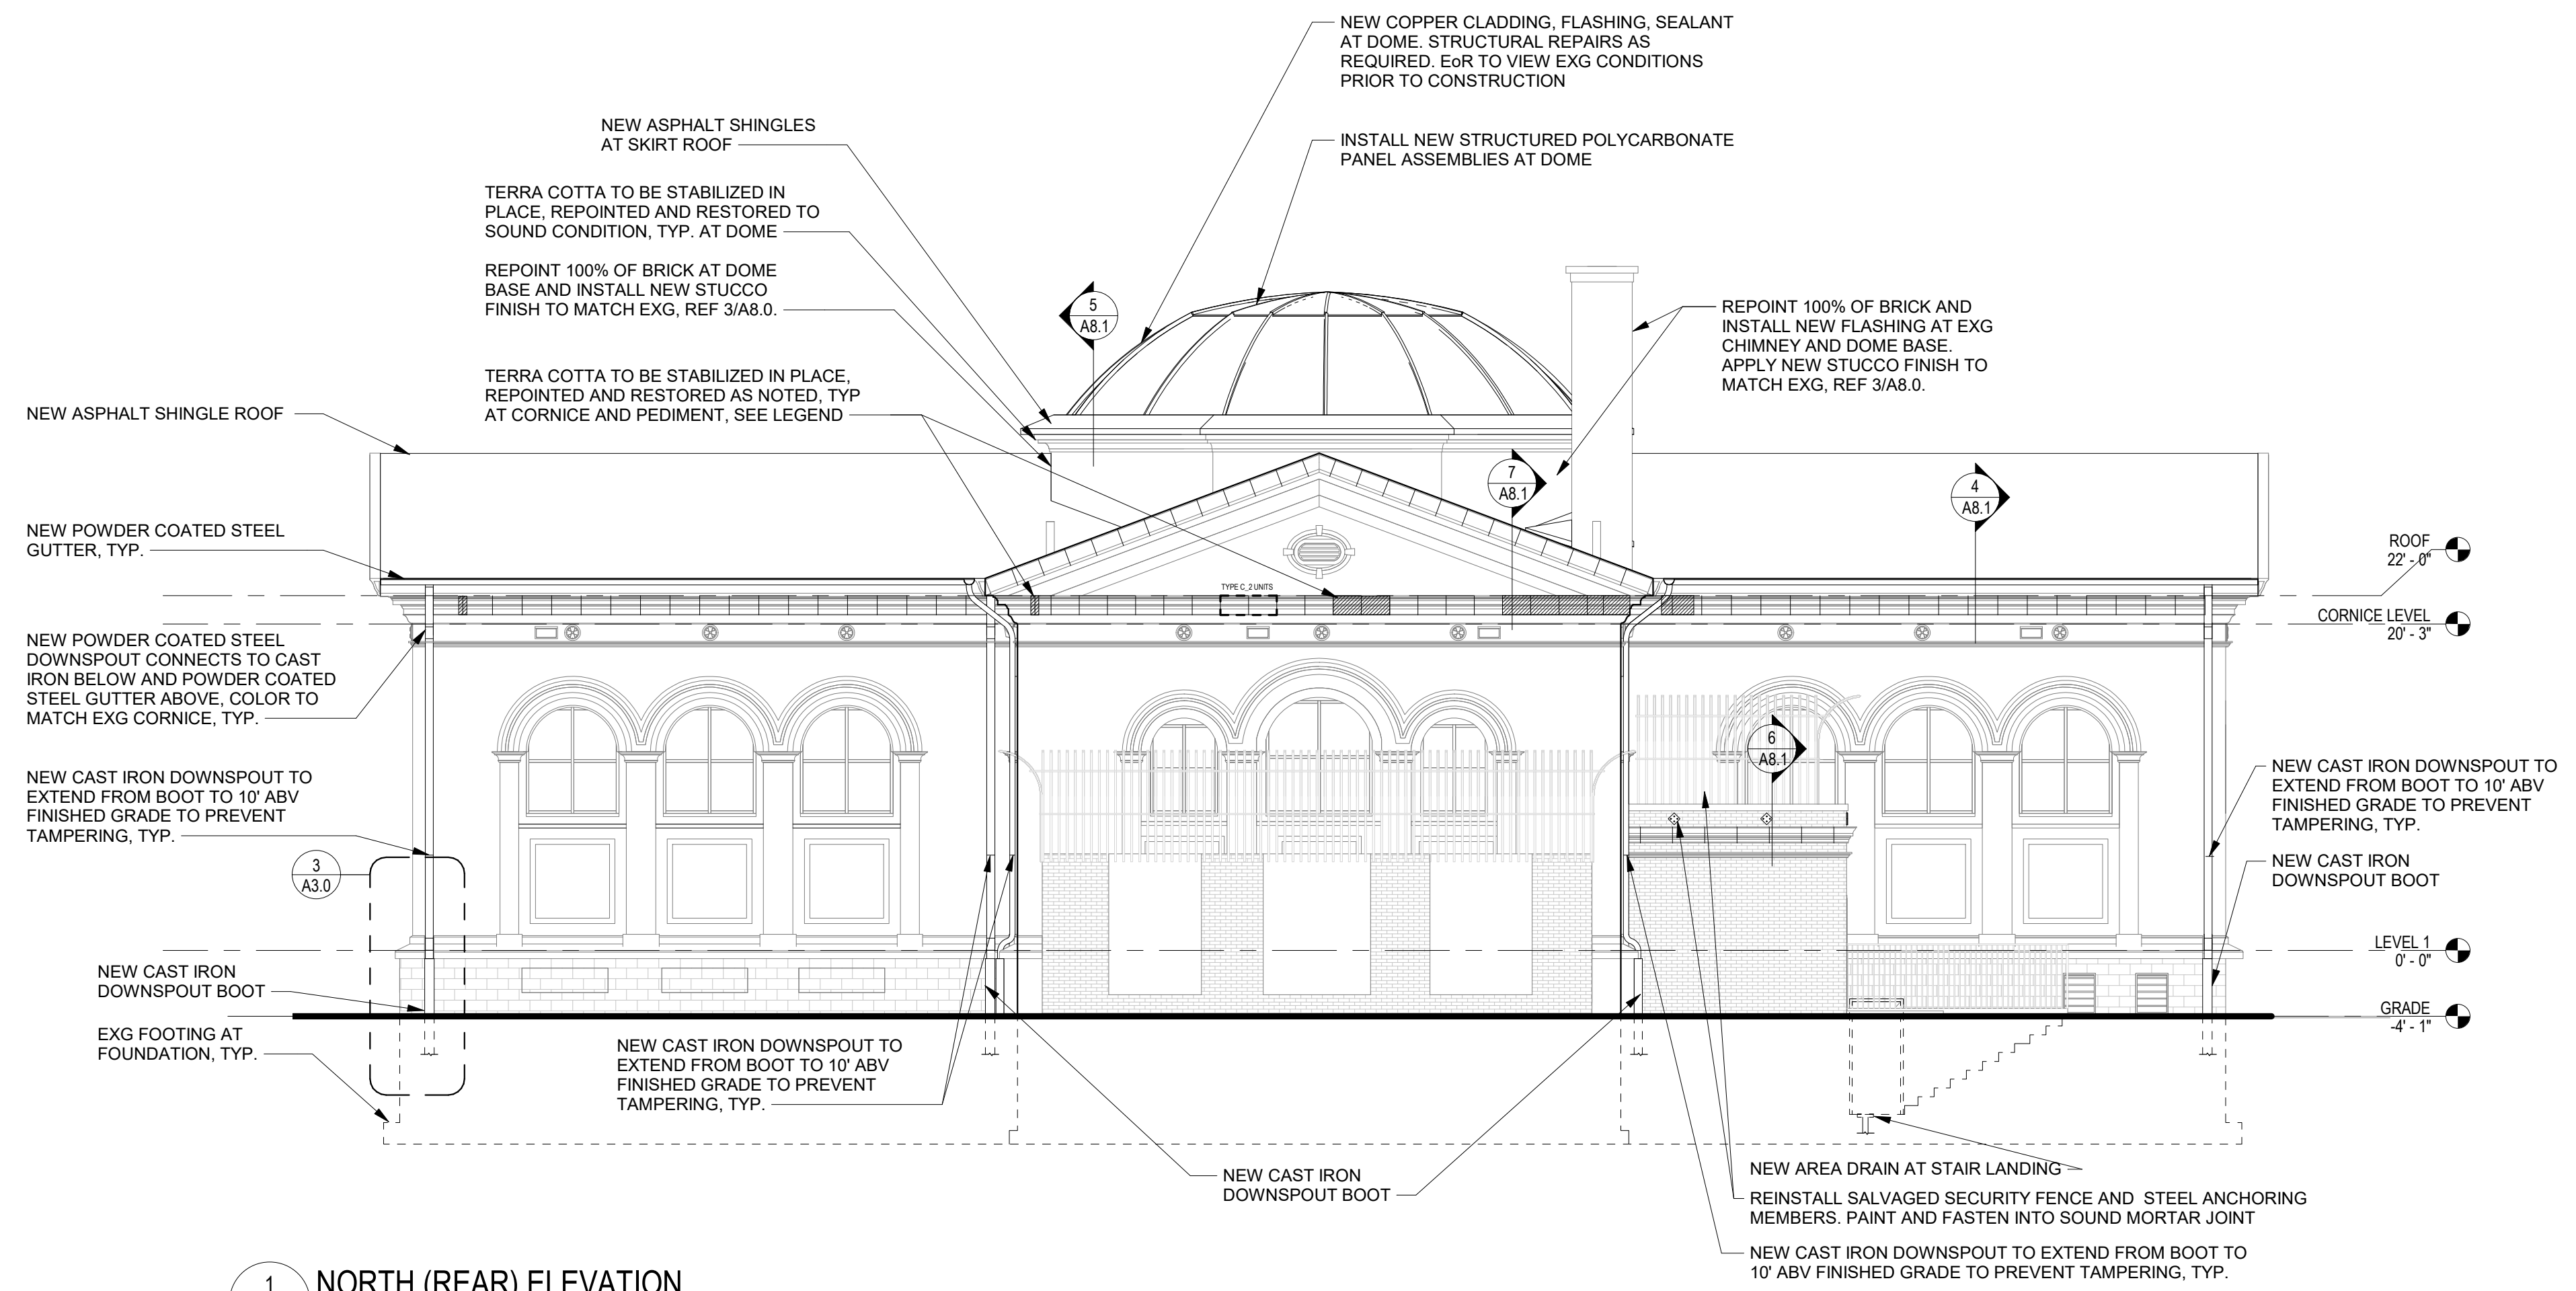 NEW COPPER CLADDING, FLASHING, SEALANT
AT DOME. STRUCTURAL REPAIRS AS
REQUIRED. EoR TO VIEW EXG CONDITIONS
PRIOR TO CONSTRUCTION
NEW ASPHALT SHINGLES
AT SKIRT ROOF
INSTALL NEW STRUCTURED POLYCARBONATE
PANEL ASSEMBLIES AT DOME
TERRA COTTA TO BE STABILIZED IN
PLACE, REPOINTED AND RESTORED TO
SOUND CONDITION, TYP. AT DOME
REPOINT 100% OF BRICK AT DOME
BASE AND INSTALL NEW STUCCO
FINISH TO MATCH EXG, REF 3/A8.0.
5
A8.1
REPOINT 100% OF BRICK AND
INSTALL NEW FLASHING AT EXG
CHIMNEY AND DOME BASE.
APPLY NEW STUCCO FINISH TO
MATCH EXG, REF 3/A8.0.
TERRA COTTA TO BE STABILIZED IN PLACE,
REPOINTED AND RESTORED AS NOTED, TYP
AT CORNICE AND PEDIMENT, SEE LEGEND
NEW ASPHALT SHINGLE ROOF
7
A8.1
4
A8.1
NEW POWDER COATED STEEL
GUTTER, TYP.
ROOF
22' - 0"
TYPE C_2 UNITS
CORNICE LEVEL
20' - 3"
NEW POWDER COATED STEEL
DOWNSPOUT CONNECTS TO CAST
IRON BELOW AND POWDER COATED
STEEL GUTTER ABOVE, COLOR TO
MATCH EXG CORNICE, TYP.
6
A8.1
NEW CAST IRON DOWNSPOUT TO
EXTEND FROM BOOT TO 10' ABV
FINISHED GRADE TO PREVENT
TAMPERING, TYP.
NEW CAST IRON DOWNSPOUT TO
EXTEND FROM BOOT TO 10' ABV
FINISHED GRADE TO PREVENT
TAMPERING, TYP.
3
A3.0
NEW CAST IRON
DOWNSPOUT BOOT
LEVEL 1
0' - 0"
NEW CAST IRON
DOWNSPOUT BOOT
GRADE
-4' - 1"
EXG FOOTING AT
FOUNDATION, TYP.
NEW CAST IRON DOWNSPOUT TO
EXTEND FROM BOOT TO 10' ABV
FINISHED GRADE TO PREVENT
TAMPERING, TYP.
NEW CAST IRON
DOWNSPOUT BOOT
NEW AREA DRAIN AT STAIR LANDING
REINSTALL SALVAGED SECURITY FENCE AND STEEL ANCHORING
MEMBERS. PAINT AND FASTEN INTO SOUND MORTAR JOINT
NEW CAST IRON DOWNSPOUT TO EXTEND FROM BOOT TO
10' ABV FINISHED GRADE TO PREVENT TAMPERING, TYP.
1
NORTH (REAR) ELEVATION